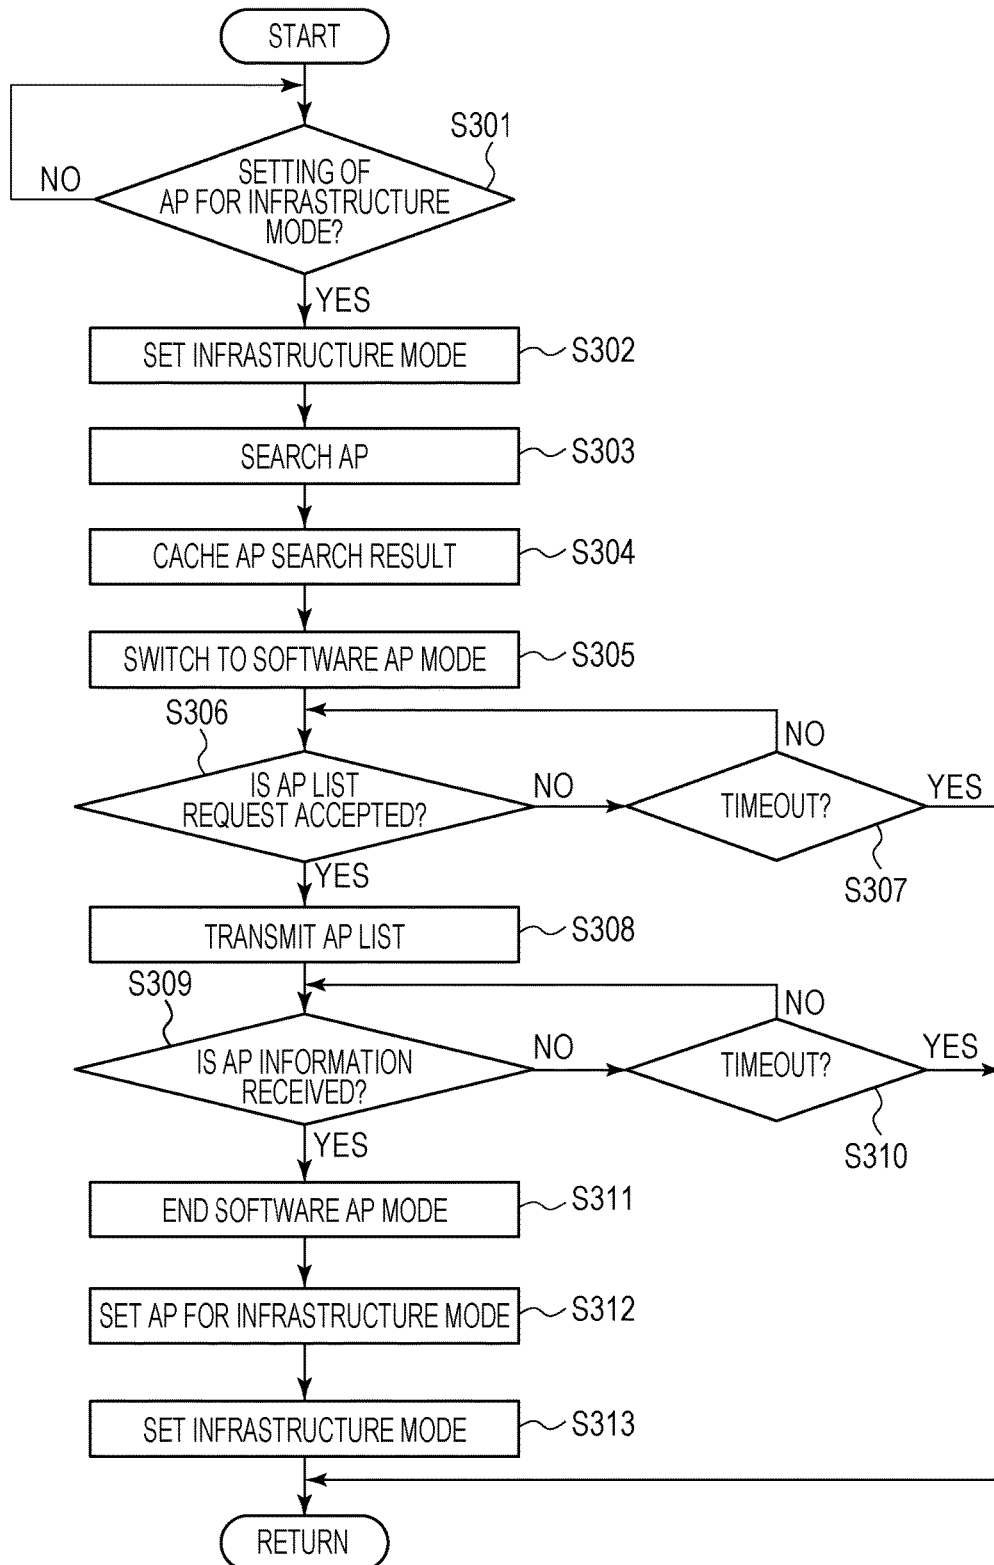 START
S301
SETTING OF
AP FOR INFRASTRUCTURE
MODE?
NO
YES
SET INFRASTRUCTURE MODE
S302
SEARCH AP
S303
CACHE AP SEARCH RESULT
S304
SWITCH TO SOFTWARE AP MODE
S305
S306
IS AP LIST
REQUEST ACCEPTED?
NO
NO
TIMEOUT?
YES
S307
YES
TRANSMIT AP LIST
S308
S309
IS AP INFORMATION
RECEIVED?
NO
NO
TIMEOUT?
YES
S310
YES
END SOFTWARE AP MODE
S311
SET AP FOR INFRASTRUCTURE MODE
S312
SET INFRASTRUCTURE MODE
S313
RETURN